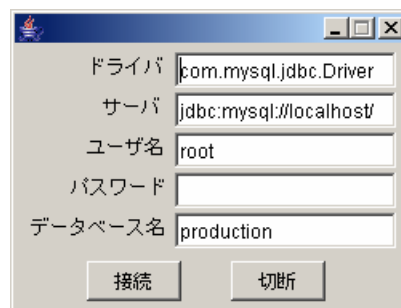 ドライバ com.mysql.jdbc.Driver
サーバ jdbc:mysql://localhost/
ユーザ名 root
パスワード
データベース名 production
接続 切断